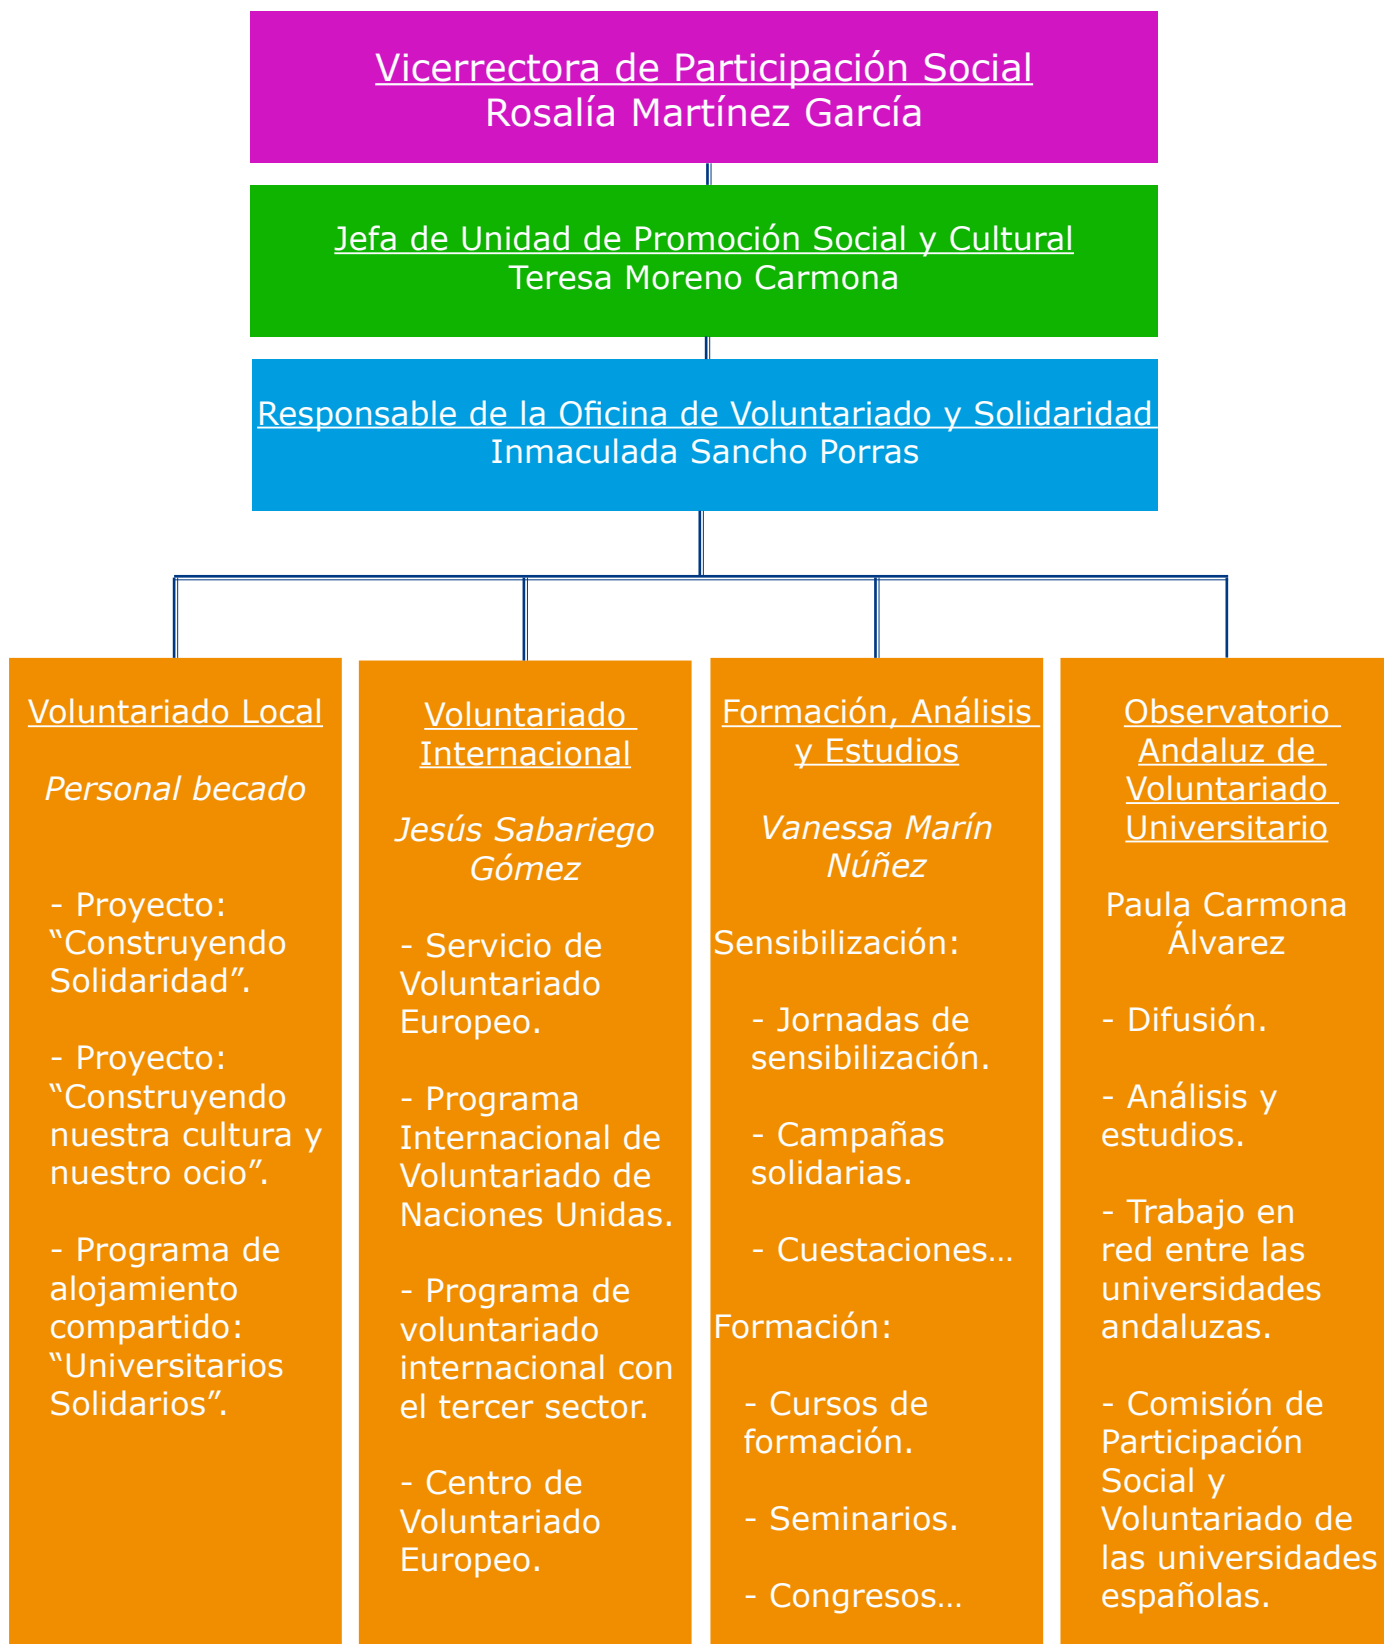 Vicerrectora de Participación Social
Rosalía Martínez García
Jefa de Unidad de Promoción Social y Cultural
Teresa Moreno Carmona
Responsable de la Oficina de Voluntariado y Solidaridad
Inmaculada Sancho Porras
Voluntariado Local
Personal becado
- Proyecto:
“Construyendo
Solidaridad”.
- Proyecto:
“Construyendo
nuestra cultura y
nuestro ocio”.
- Programa de
alojamiento
compartido:
“Universitarios
Solidarios”.
Voluntariado
Internacional
Jesús Sabariego
Gómez
- Servicio de
Voluntariado
Europeo.
- Programa
Internacional de
Voluntariado de
Naciones Unidas.
- Programa de
voluntariado
internacional con
el tercer sector.
- Centro de
Voluntariado
Europeo.
Formación, Análisis
y Estudios
Vanessa Marín
Núñez
Sensibilización:
- Jornadas de
sensibilización.
- Campañas
solidarias.
- Cuestaciones…
Formación:
- Cursos de
formación.
- Seminarios.
- Congresos…
Observatorio
Andaluz de
Voluntariado
Universitario
Paula Carmona
Álvarez
- Difusión.
- Análisis y
estudios.
- Trabajo en
red entre las
universidades
andaluzas.
- Comisión de
Participación
Social y
Voluntariado de
las universidades
españolas.